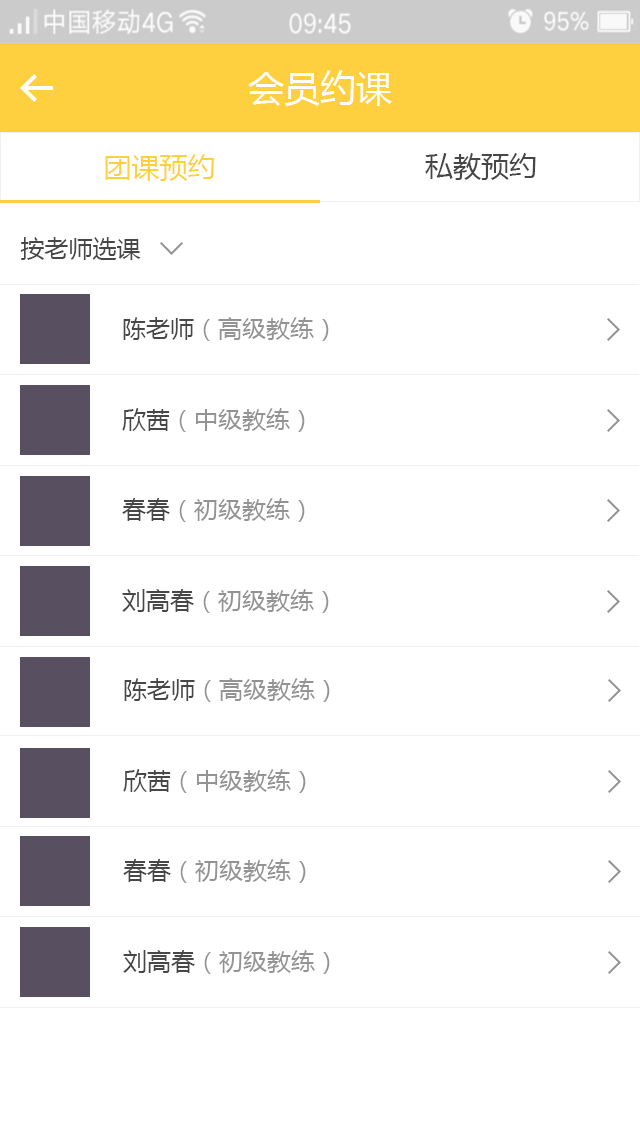 中国移动4G 09:45 95%
会员约课
团课预约 私教预约
按老师选课
陈老师（高级教练）
欣茜（中级教练）
春春（初级教练）
刘高春（初级教练）
陈老师（高级教练）
欣茜（中级教练）
春春（初级教练）
刘高春（初级教练）